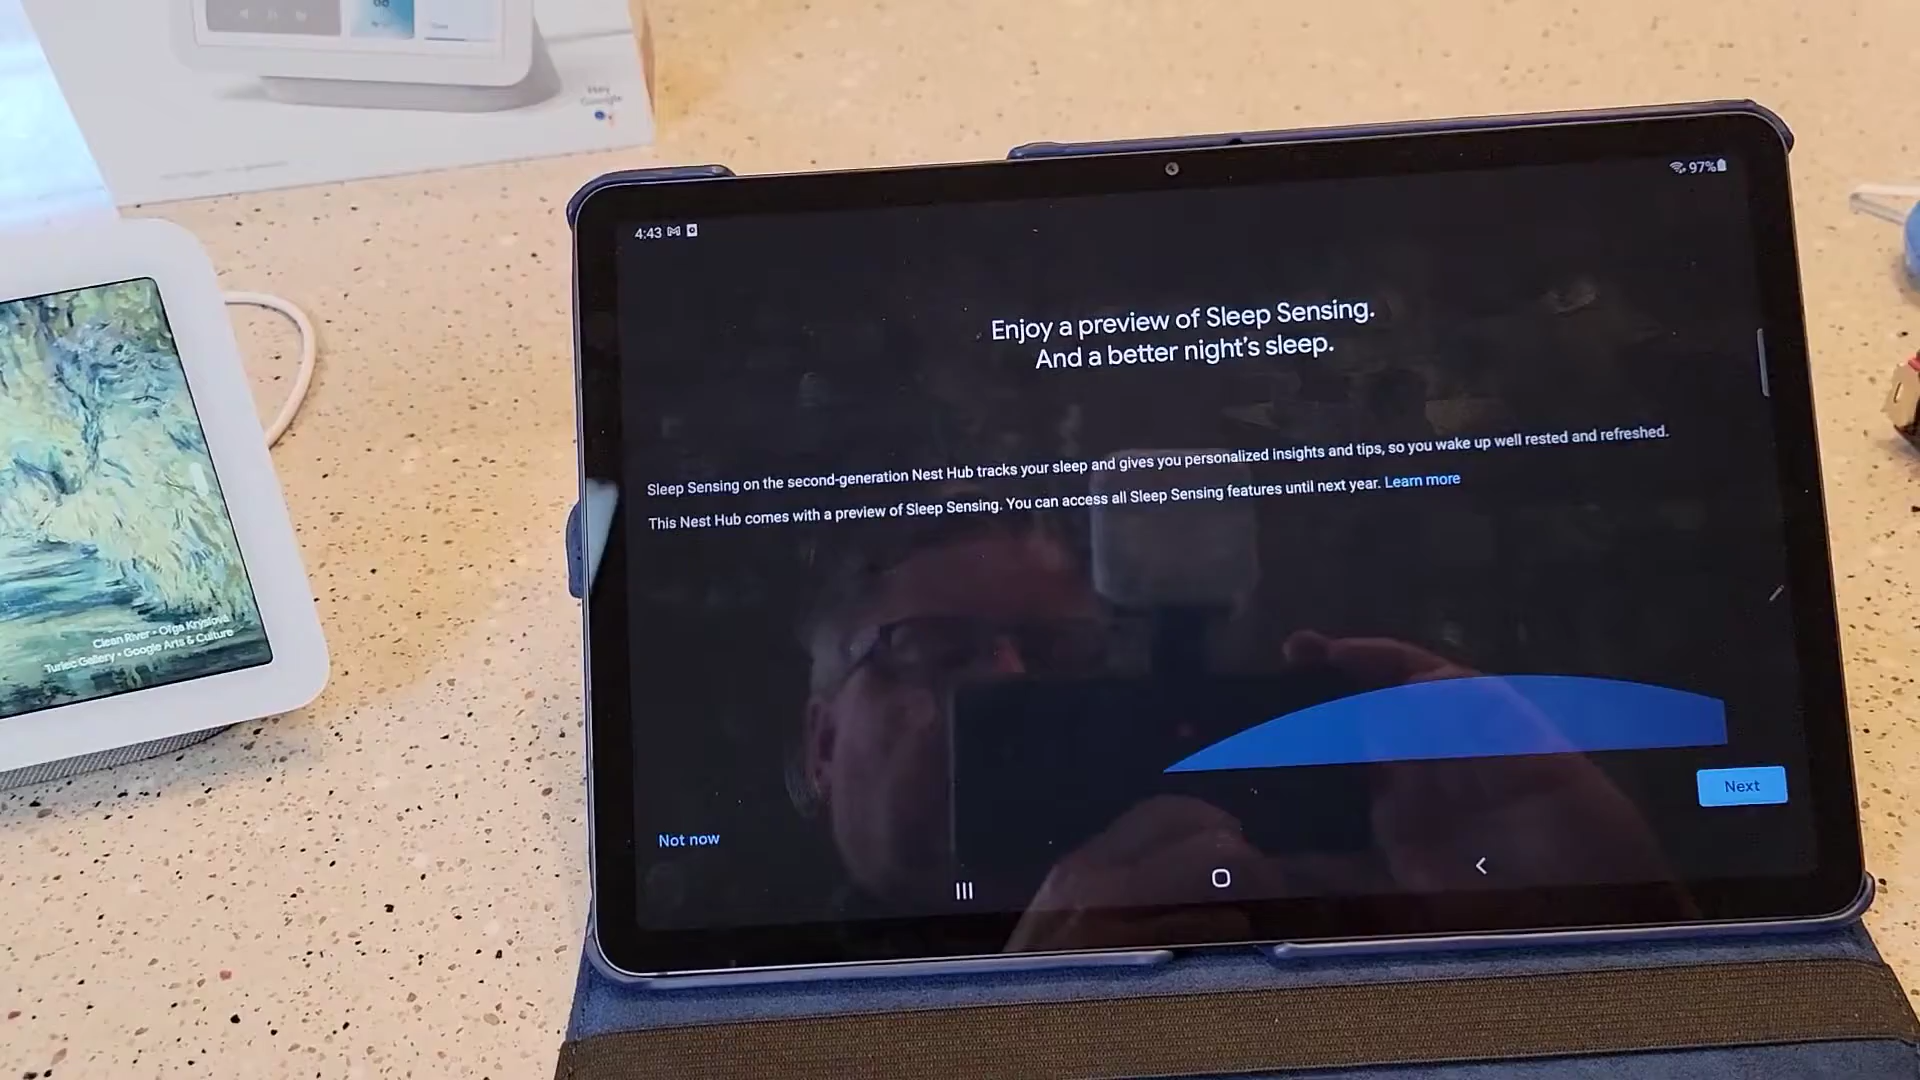 Hey
Google
4:43
97%
Enjoy a preview of Sleep Sensing.
And a better night's sleep.
Sleep Sensing on the second-generation Nest Hub tracks your sleep and gives you personalized insights and tips, so you wake up well rested and refreshed.
This Nest Hub comes with a preview of Sleep Sensing. You can access all Sleep Sensing features until next year. Learn more
Clean River • Olga Krýslová
Turiec Gallery • Google Arts & Culture
Next
Not now